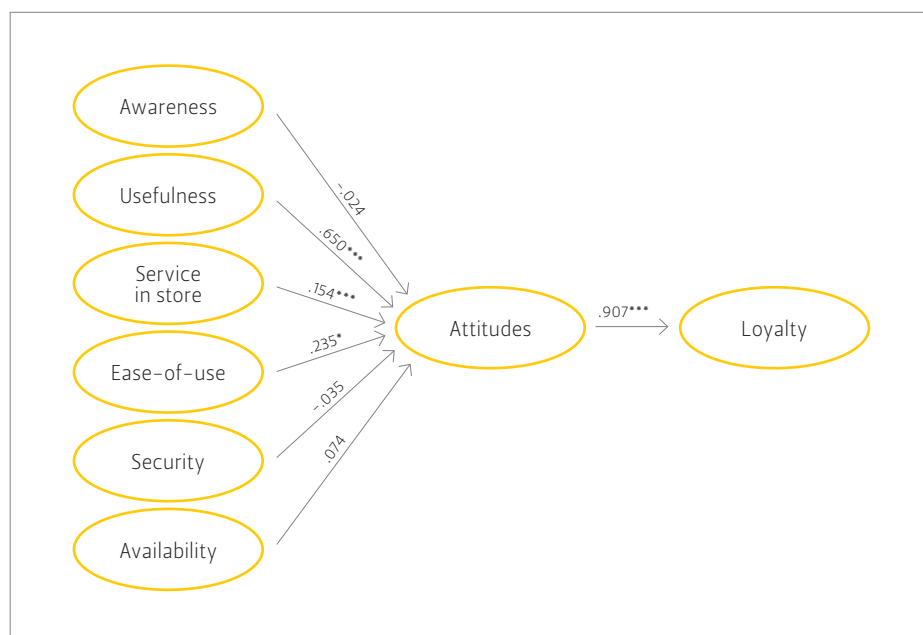 Awareness
-.024
Usefulness
.650***
Service
in store
.154***
Ease-of-use
.235*
Security
-.035
Availability
.074
Attitudes
.907***
Loyalty